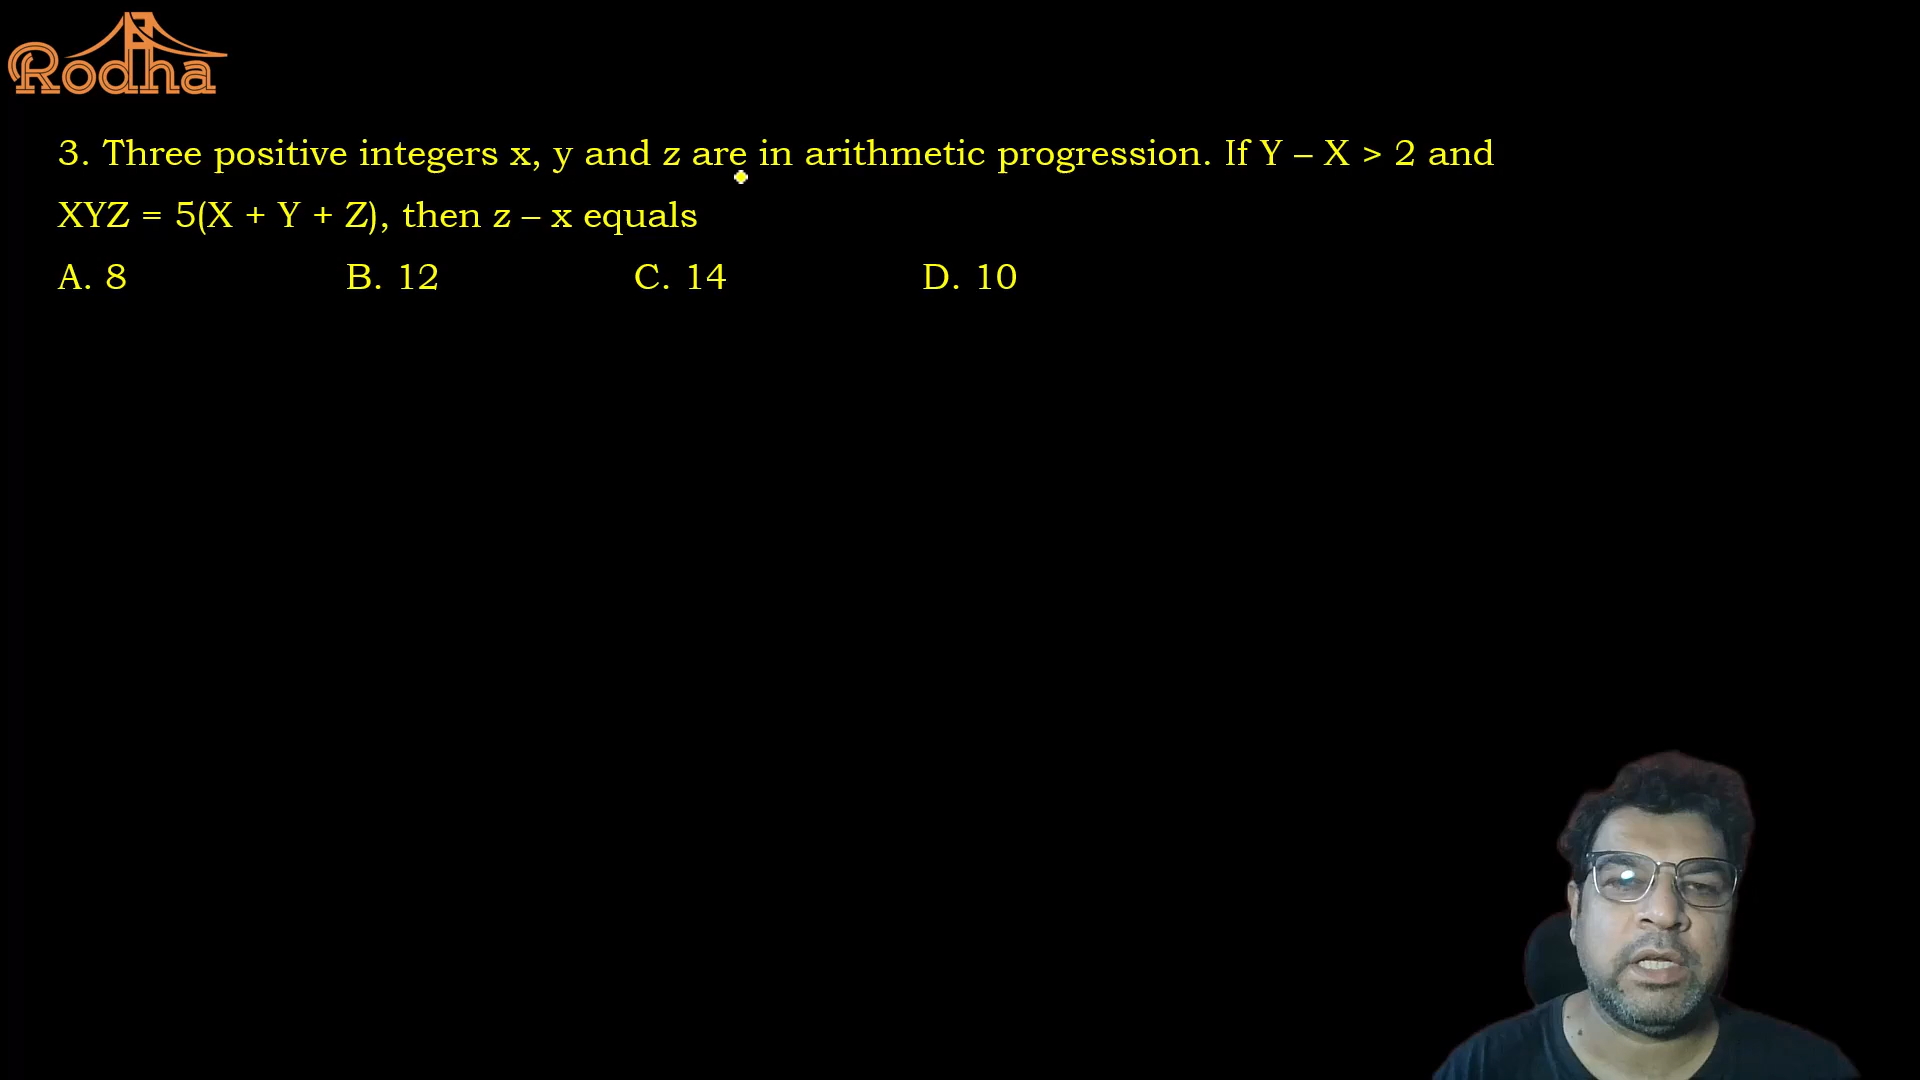 Rodha
3. Three positive integers x, y and z are in arithmetic progression. If Y – X > 2 and
XYZ = 5(X + Y + Z), then z – x equals
A. 8 B. 12 C. 14 D. 10